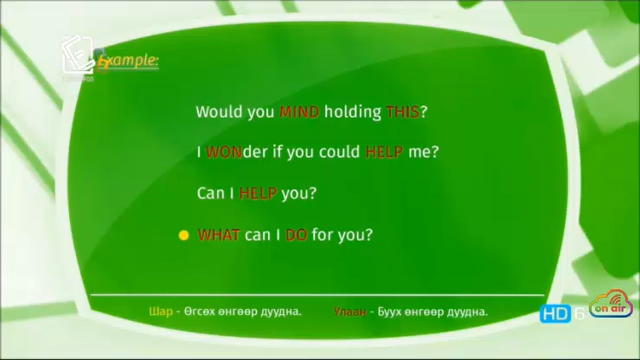 Example:
Would you MIND holding THIS?
I WONder if you could HELP me?
Can I HELP you?
WHAT can I DO for you?
Шар - Өгсөх өнгөөр дуудна. Улаан - Буух өнгөөр дуудна.
HD 6
on air